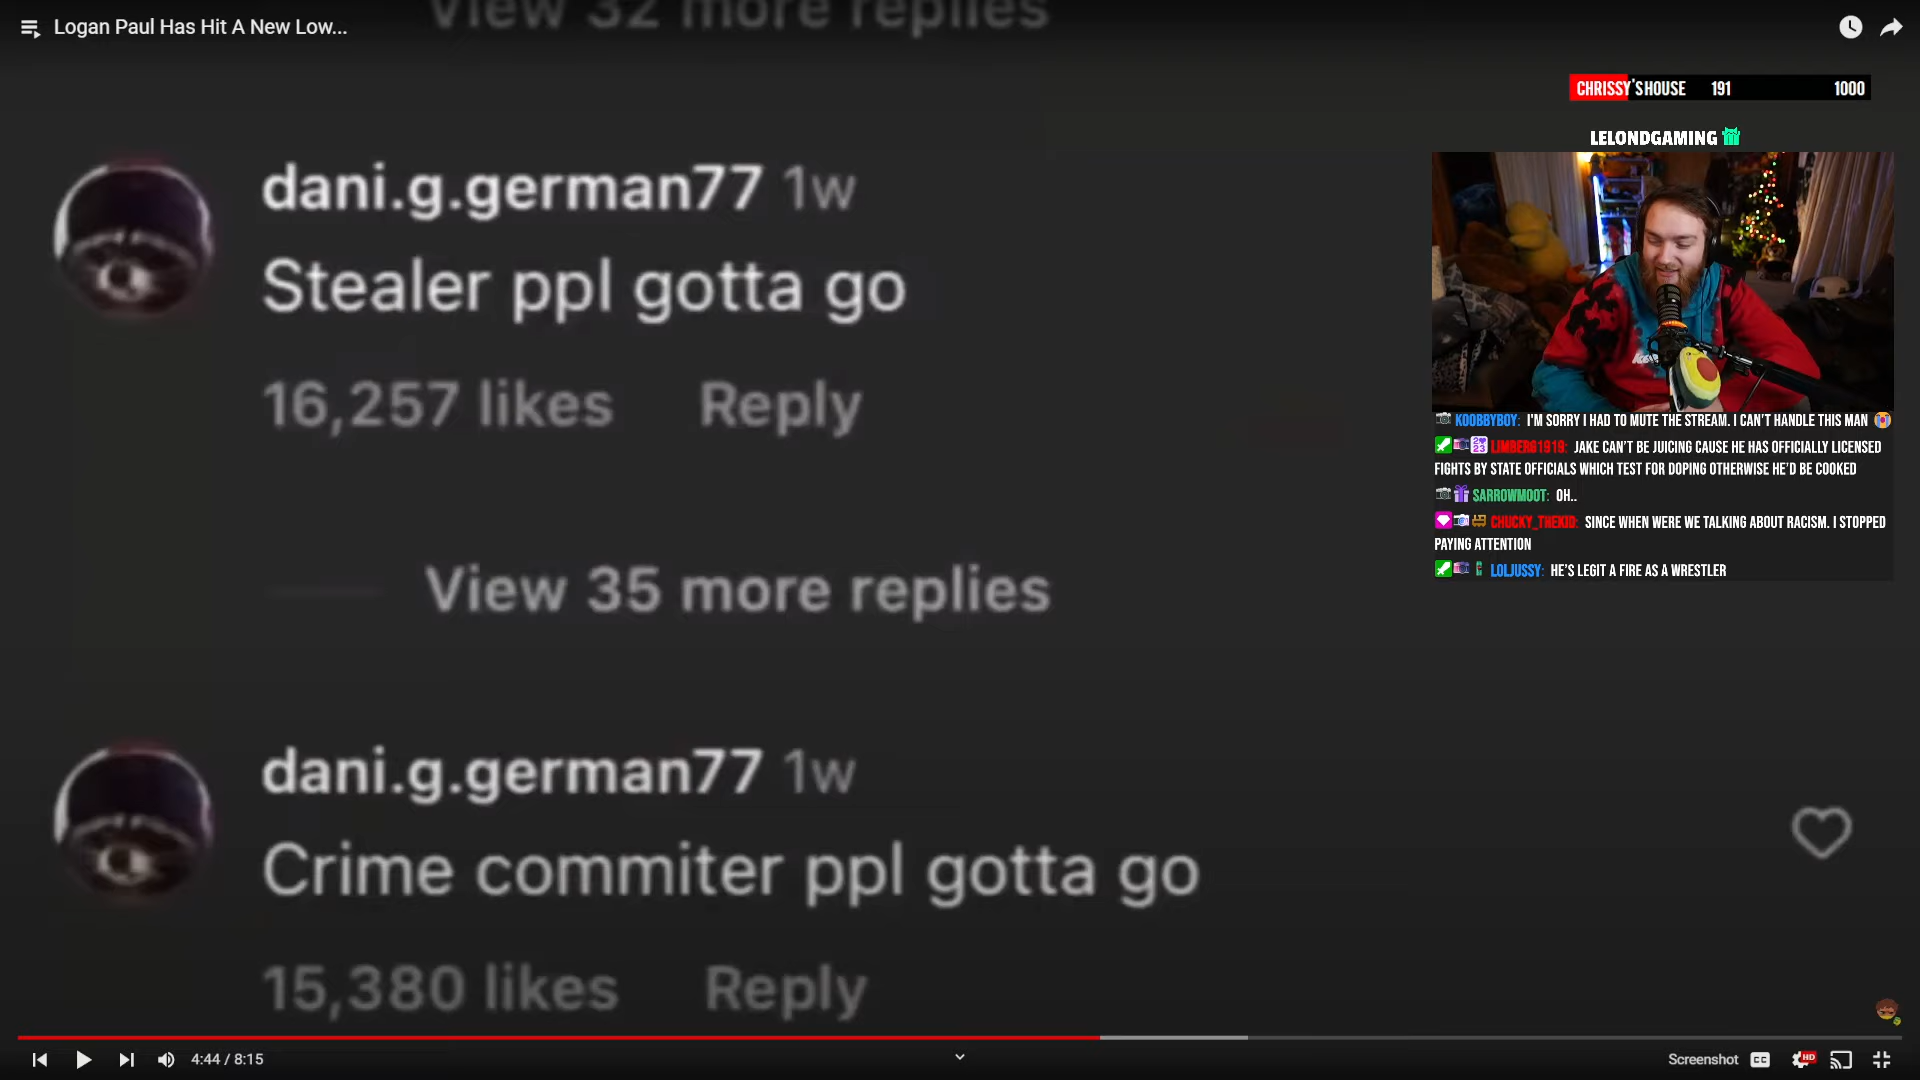 View 32 more replies
Logan Paul Has Hit A New Low...
CHRISSY'S HOUSE 191 1000
LELONDGAMING
dani.g.german77 1w
Stealer ppl gotta go
16,257 likes Reply
View 35 more replies
dani.g.german77 1w
Crime commiter ppl gotta go
15,380 likes Reply
KOOBBYBOY: I'M SORRY I HAD TO MUTE THE STREAM. I CAN'T HANDLE THIS MAN
LIMBERG1919: JAKE CAN'T BE JUICING CAUSE HE HAS OFFICIALLY LICENSED
FIGHTS BY STATE OFFICIALS WHICH TEST FOR DOPING OTHERWISE HE'D BE COOKED
SARROWMOOT: OH..
CHUCKY_THEKID: SINCE WHEN WERE WE TALKING ABOUT RACISM. I STOPPED
PAYING ATTENTION
LOLJUSSY: HE'S LEGIT A FIRE AS A WRESTLER
4:44 / 8:15
Screenshot CC HD